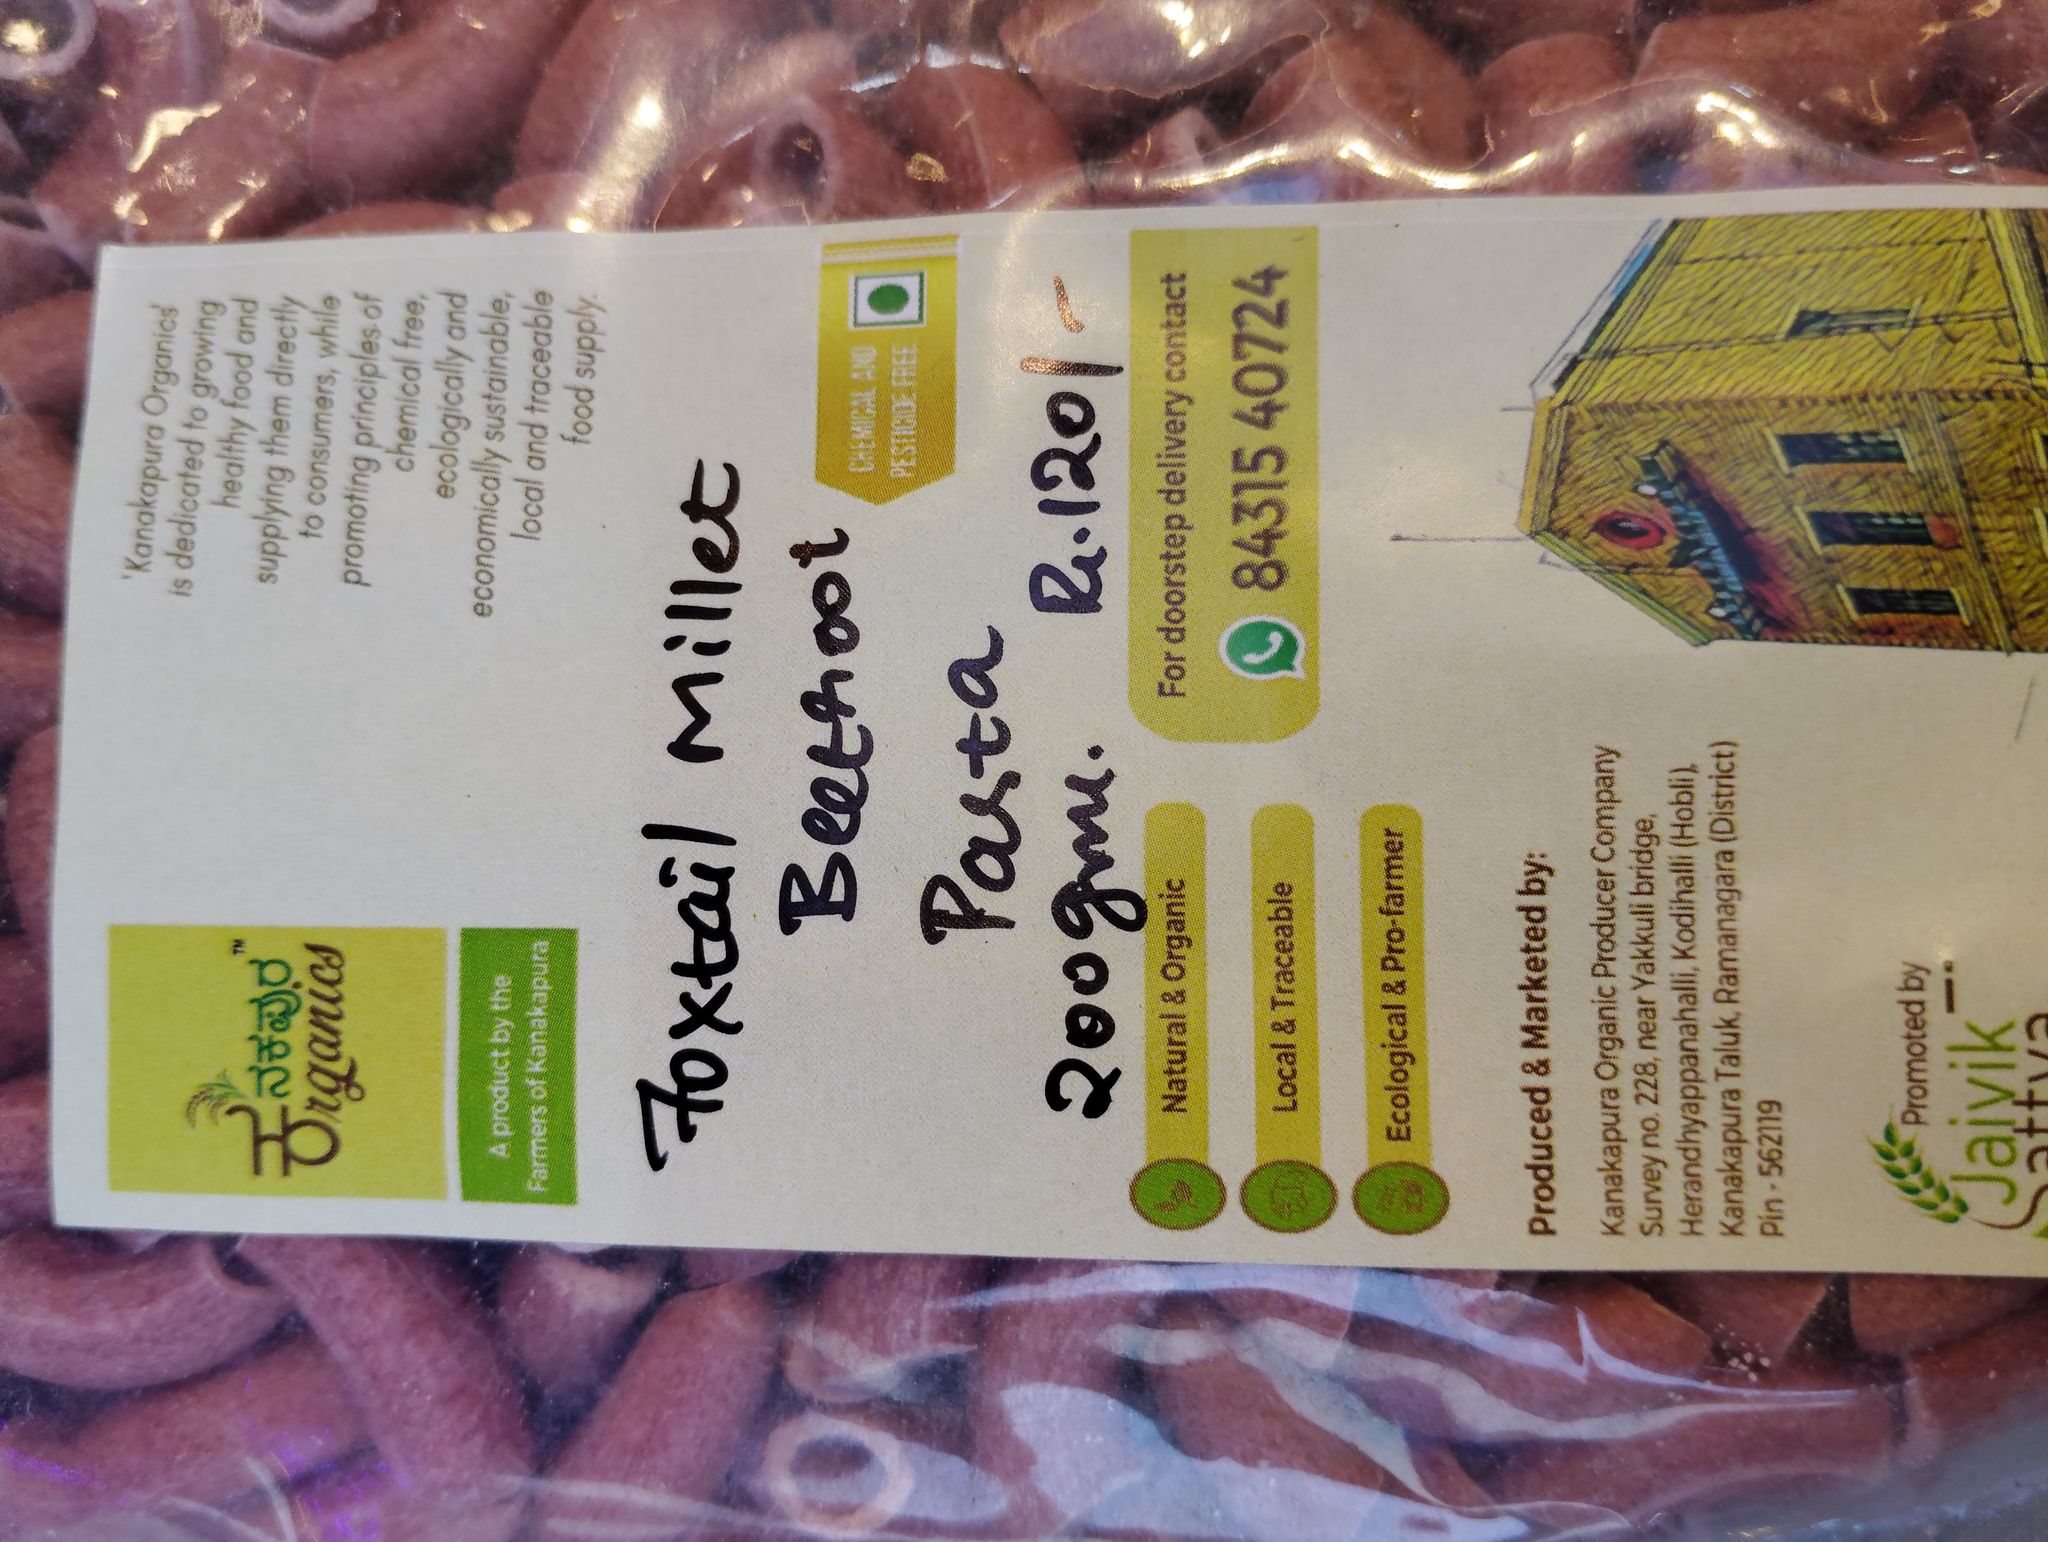 ಕನಕಪುರ™
Organics
A product by the
Farmers of Kanakapura
'Kanakapura Organics'
is dedicated to growing
healthy food and
supplying them directly
to consumers, while
promoting principles of
chemical free,
ecologically and
economically sustainable,
local and traceable
food supply.
Foxtail Millet
Beetroot
Pasta
CHEMICAL AND
PESTICIDE FREE
200gm. Rs.120/-
Natural & Organic
Local & Traceable
Ecological & Pro-farmer
For doorstep delivery contact
84315 40724
Produced & Marketed by:
Kanakapura Organic Producer Company
Survey no. 228, near Yakkuli bridge,
Herandhyappanahalli, Kodihalli (Hobli),
Kanakapura Taluk, Ramanagara (District)
Pin - 562119
Promoted by
Jaivik